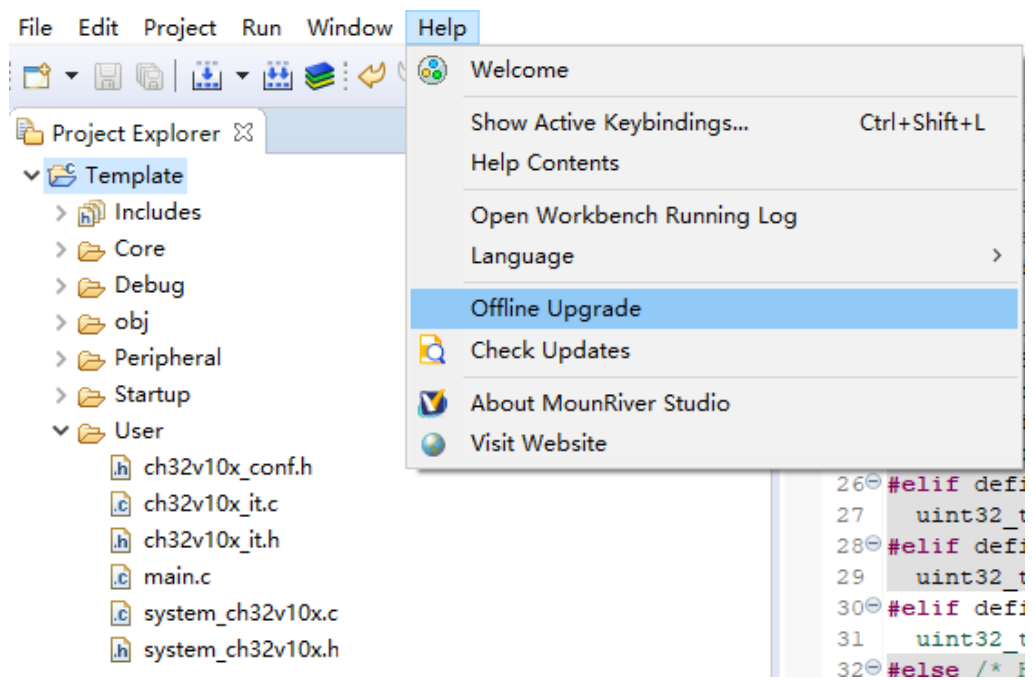 File Edit Project Run Window Help
Welcome
Show Active Keybindings... Ctrl+Shift+L
Help Contents
Open Workbench Running Log
Language
Offline Upgrade
Check Updates
About MounRiver Studio
Visit Website
Project Explorer
Template
Includes
Core
Debug
obj
Peripheral
Startup
User
ch32v10x_conf.h
ch32v10x_it.c
ch32v10x_it.h
main.c
system_ch32v10x.c
system_ch32v10x.h
26 #elif defi
27 uint32_t
28 #elif defi
29 uint32_t
30 #elif defi
31 uint32_t
32 #else /*